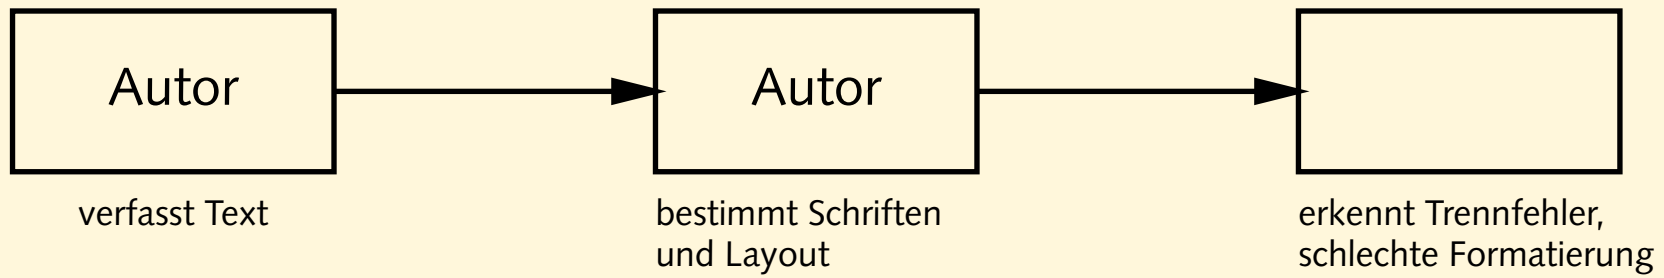 Autor
Autor
verfasst Text
bestimmt Schriften
und Layout
erkennt Trennfehler,
schlechte Formatierung